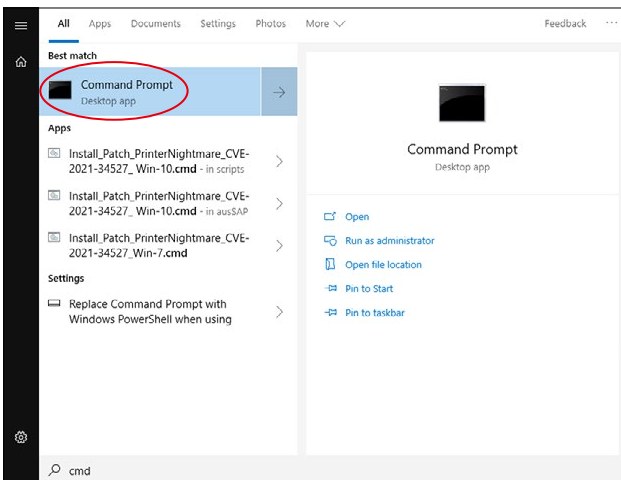 All Apps Documents Settings Photos More Feedback ...
Best match
Command Prompt
Desktop app
Apps
Install_Patch_PrinterNightmare_CVE-
2021-34527_ Win-10.cmd - in scripts
Install_Patch_PrinterNightmare_CVE-
2021-34527_ Win-10.cmd - in aus$AP
Install_Patch_PrinterNightmare_CVE-
2021-34527_Win-7.cmd
Settings
Replace Command Prompt with
Windows PowerShell when using
Command Prompt
Desktop app
Open
Run as administrator
Open file location
Pin to Start
Pin to taskbar
cmd